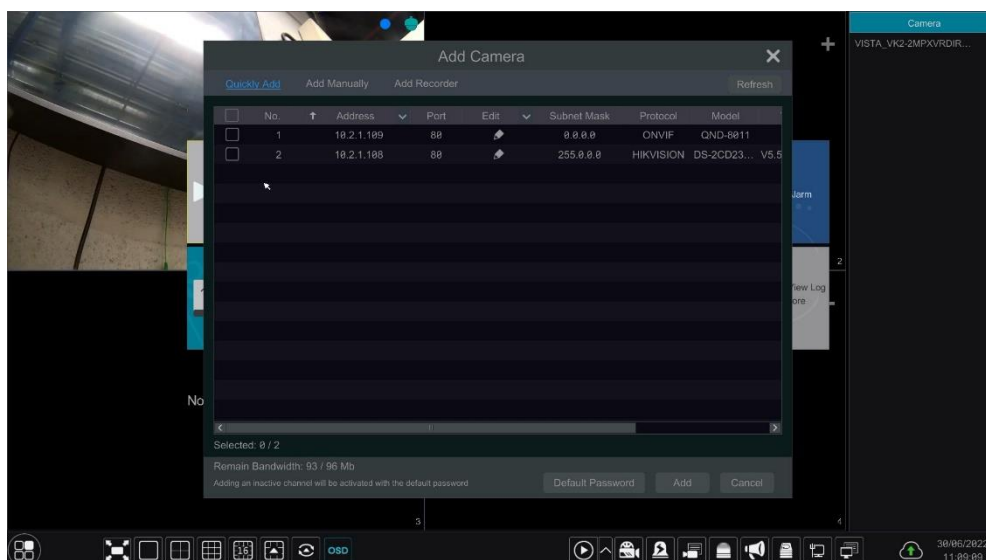 Camera
Add Camera
VISTA_VK2-2MPXVRDIR...
Quickly Add Add Manually Add Recorder Refresh
No. Address Port Edit Subnet Mask Protocol Model
1 10.2.1.109 80 0.0.0.0 ONVIF QND-8011
2 10.2.1.108 80 255.0.0.0 HIKVISION DS-2CD23... V5.5
larm
2
View Log
ore
No
Selected: 0 / 2
Remain Bandwidth: 93 / 96 Mb
Adding an inactive channel will be activated with the default password
Default Password Add Cancel
3 4
16 OSD
30/06/2022
11:09:09